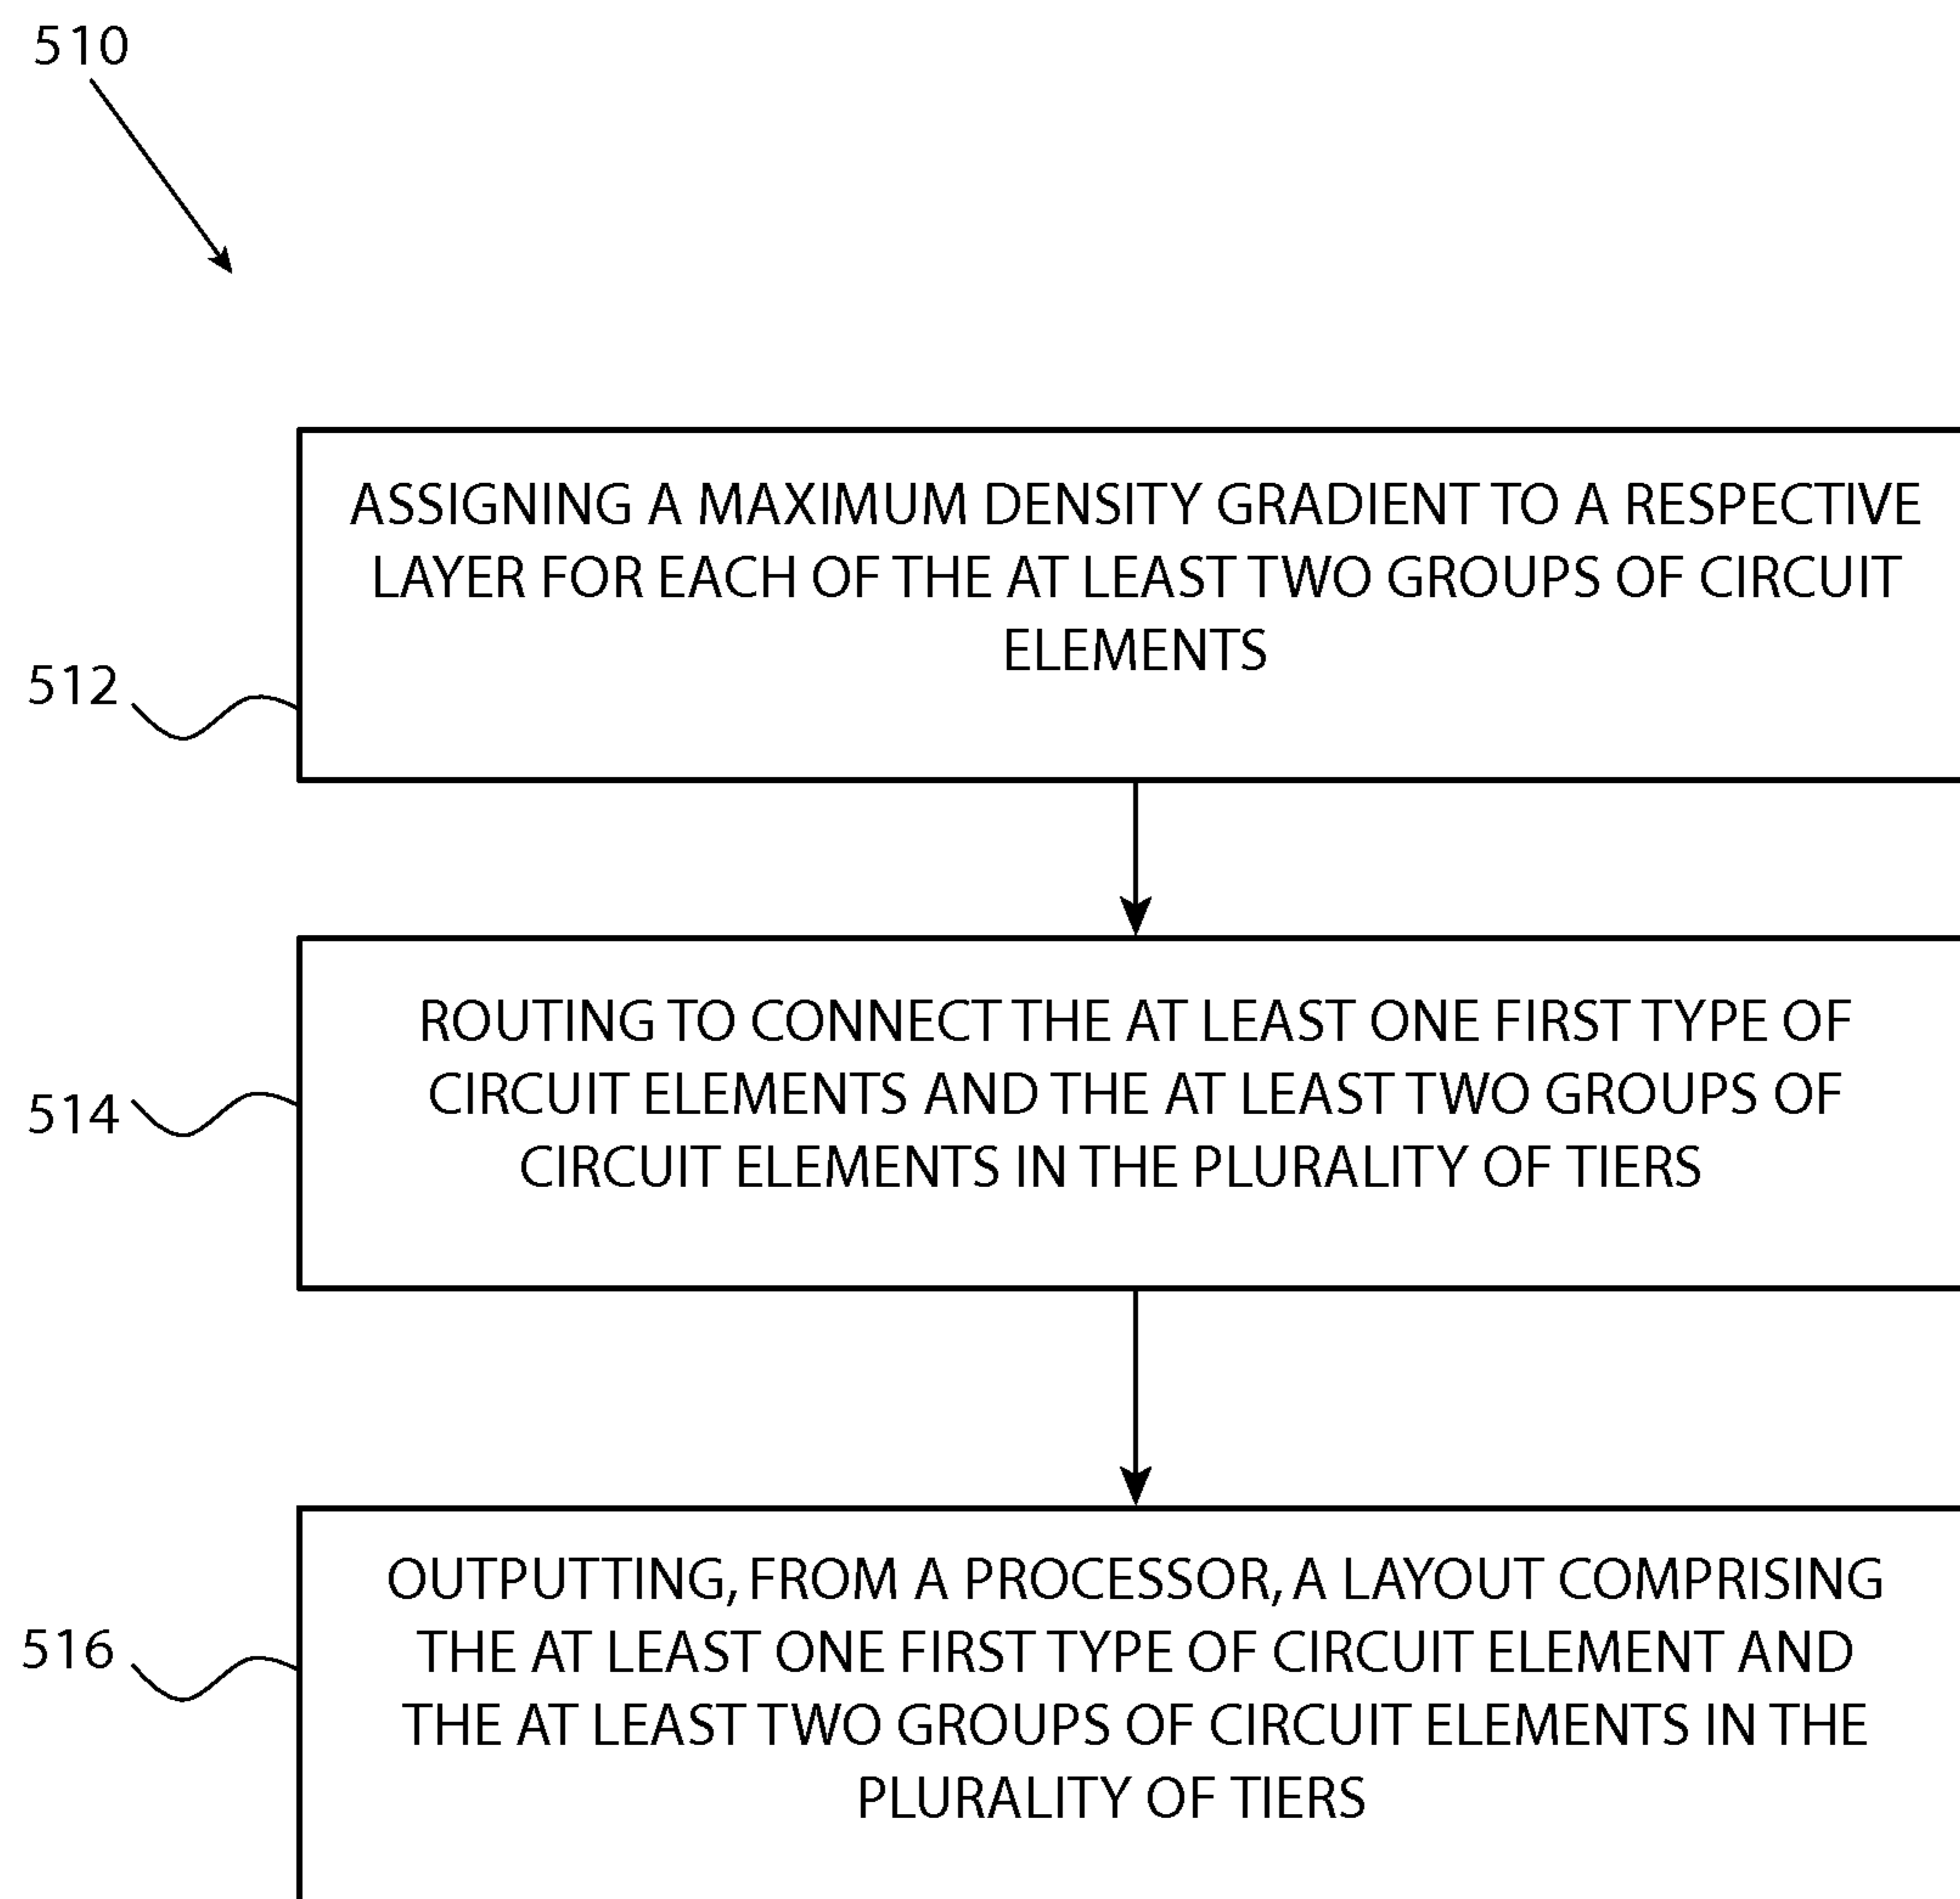 510
ASSIGNING A MAXIMUM DENSITY GRADIENT TO A RESPECTIVE
LAYER FOR EACH OF THE AT LEAST TWO GROUPS OF CIRCUIT
ELEMENTS
512
ROUTING TO CONNECT THE AT LEAST ONE FIRST TYPE OF
CIRCUIT ELEMENTS AND THE AT LEAST TWO GROUPS OF
CIRCUIT ELEMENTS IN THE PLURALITY OF TIERS
514
OUTPUTTING, FROM A PROCESSOR, A LAYOUT COMPRISING
THE AT LEAST ONE FIRST TYPE OF CIRCUIT ELEMENT AND
THE AT LEAST TWO GROUPS OF CIRCUIT ELEMENTS IN THE
PLURALITY OF TIERS
516